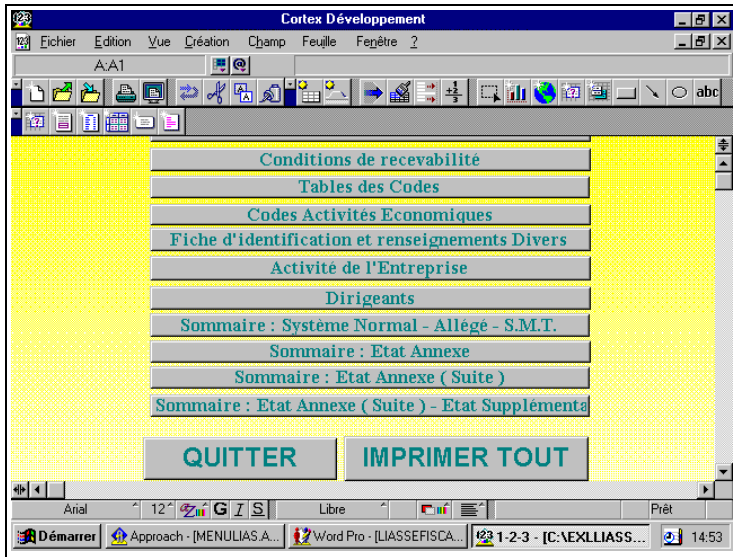 Cortex Développement
Fichier Edition Vue Création Champ Feuille Fenêtre ?
A:A1
abc
Conditions de recevabilité
Tables des Codes
Codes Activités Economiques
Fiche d'identification et renseignements Divers
Activité de l'Entreprise
Dirigeants
Sommaire : Système Normal - Allégé - S.M.T.
Sommaire : Etat Annexe
Sommaire : Etat Annexe ( Suite )
Sommaire : Etat Annexe ( Suite ) - Etat Supplémenta
QUITTER IMPRIMER TOUT
Arial 12 G I S Libre Prêt
Démarrer Approach - [MENULIAS.A... Word Pro - [LIASSEFISCA... 1-2-3 - [C:\EXLLIASS... 14:53